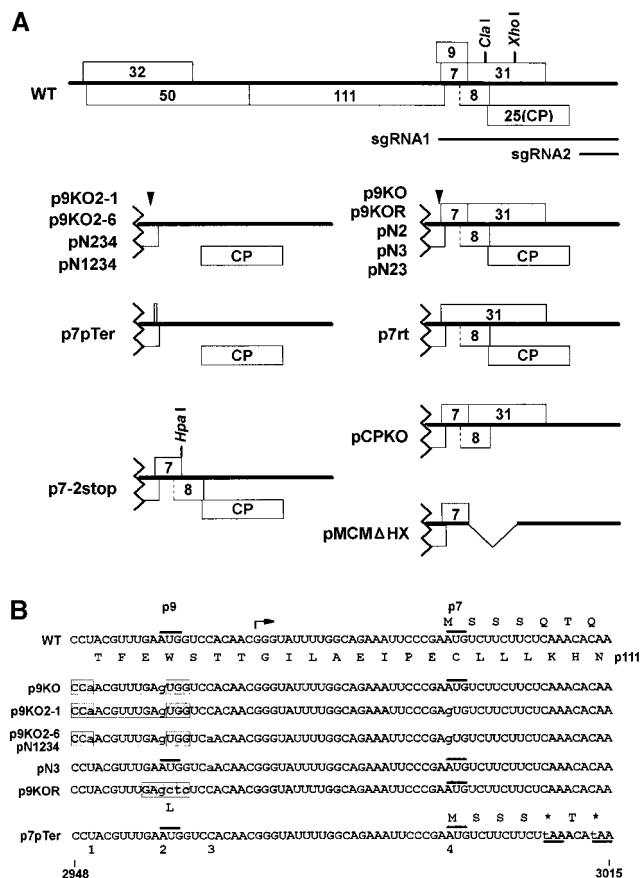 A
9
Cla I
Xho I
32
7
31
WT
50
111
8
25(CP)
sgRNA1
sgRNA2
p9KO2-1
p9KO2-6
pN234
pN1234
CP
p9KO
p9KOR
pN2
pN3
pN23
7
31
8
CP
p7pTer
CP
p7rt
31
8
CP
Hpa I
p7-2stop
7
8
CP
pCPKO
7
31
8
pMCMΔHX
7
B
p9
p7
M S S S Q T Q
WT CCUACGUUUGAAUGGUCCACAACGGGUAUUUUGGCAGAAAUUCCCGAAUGUCUUCUUCUCAAACACAA
T F E W S T T G I L A E I P E C L L L K H N p111
p9KO CCaACGUUUGAgUGGUCCACAACGGGUAUUUUGGCAGAAAUUCCCGAAUGUCUUCUUCUCAAACACAA
p9KO2-1 CCaACGUUUGAgUGGUCCACAACGGGUAUUUUGGCAGAAAUUCCCGAgUGUCUUCUUCUCAAACACAA
p9KO2-6
pN1234 CCaACGUUUGAgUGGUCaACAACGGGUAUUUUGGCAGAAAUUCCCGAgUGUCUUCUUCUCAAACACAA
pN3 CCUACGUUUGAAUGGUCaACAACGGGUAUUUUGGCAGAAAUUCCCGAAUGUCUUCUUCUCAAACACAA
p9KOR CCUACGUUUGAgctcUCCACAACGGGUAUUUUGGCAGAAAUUCCCGAAUGUCUUCUUCUCAAACACAA
L
M S S S * T *
p7pTer CCUACGUUUGAAUGGUCCACAACGGGUAUUUUGGCAGAAAUUCCCGAAUGUCUUCUUCUtAAACAtAA
1 2 3 4
2948 3015